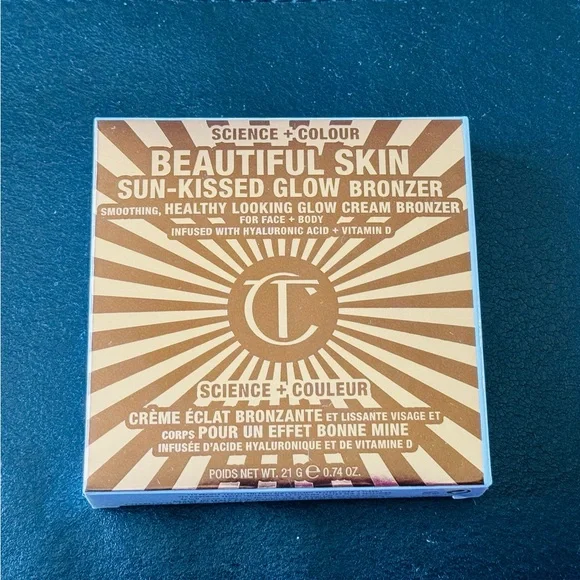 SCIENCE + COLOUR
BEAUTIFUL SKIN
SUN-KISSED GLOW BRONZER
SMOOTHING, HEALTHY LOOKING GLOW CREAM BRONZER
FOR FACE + BODY
INFUSED WITH HYALURONIC ACID + VITAMIN D
CT
SCIENCE + COULEUR
CRÈME ÉCLAT BRONZANTE ET LISSANTE VISAGE ET
CORPS POUR UN EFFET BONNE MINE
INFUSÉE D'ACIDE HYALURONIQUE ET DE VITAMINE D
POIDS NET WT. 21 G ℮ 0.74 OZ.